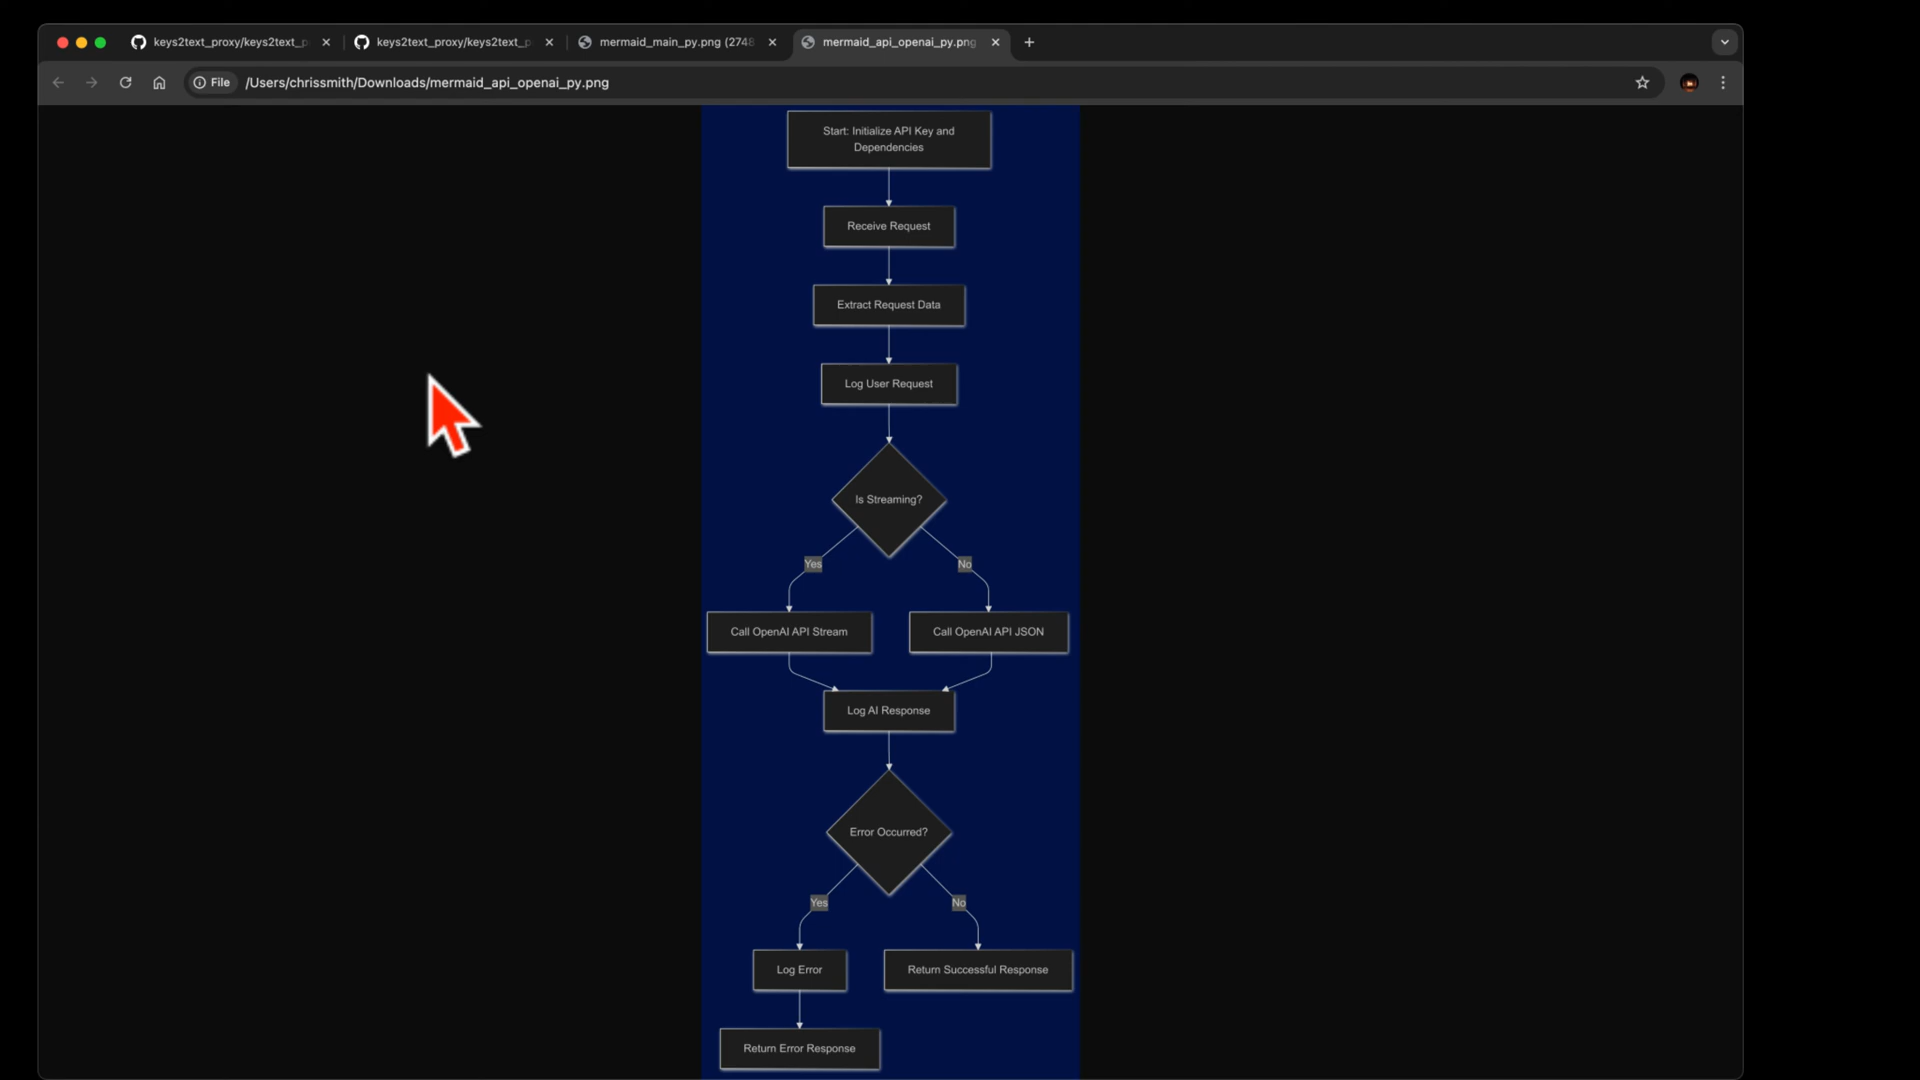 keys2text_proxy/keys2text_p
keys2text_proxy/keys2text_p
mermaid_main_py.png (2748
mermaid_api_openai_py.png
File
/Users/chrissmith/Downloads/mermaid_api_openai_py.png
Start: Initialize API Key and
Dependencies
Receive Request
Extract Request Data
Log User Request
Is Streaming?
Yes
No
Call OpenAI API Stream
Call OpenAI API JSON
Log AI Response
Error Occurred?
Yes
No
Log Error
Return Successful Response
Return Error Response